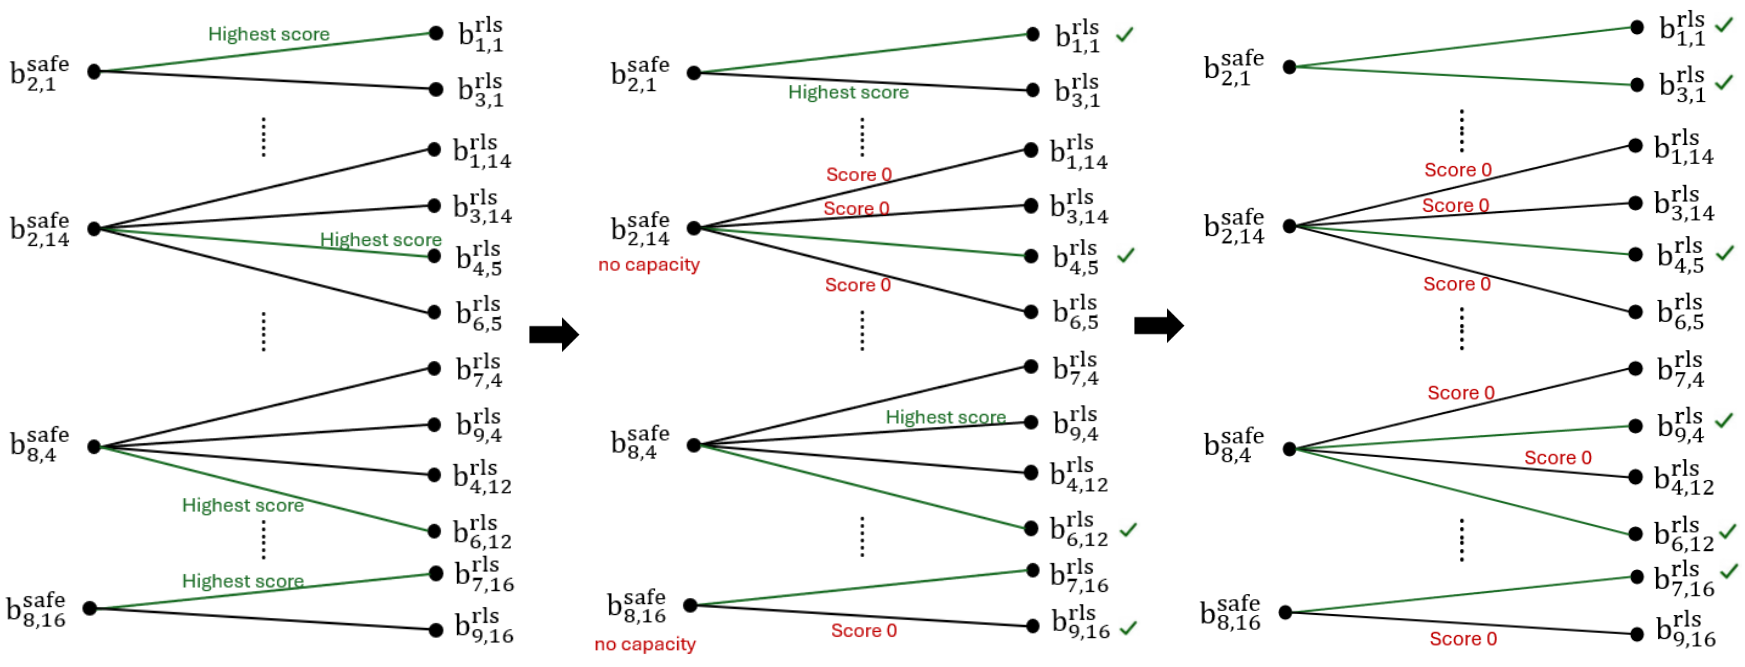 b^safe_2,1
Highest score
b^rls_1,1
b^rls_3,1
b^safe_2,14
b^rls_1,14
b^rls_3,14
Highest score
b^rls_4,5
b^rls_6,5
b^safe_8,4
b^rls_7,4
b^rls_9,4
b^rls_4,12
Highest score
b^rls_6,12
b^safe_8,16
Highest score
b^rls_7,16
b^rls_9,16
b^safe_2,1
b^rls_1,1 ✓
Highest score
b^rls_3,1
b^safe_2,14
no capacity
Score 0
b^rls_1,14
Score 0
b^rls_3,14
b^rls_4,5 ✓
Score 0
b^rls_6,5
b^safe_8,4
b^rls_7,4
Highest score
b^rls_9,4
b^rls_4,12
b^rls_6,12 ✓
b^safe_8,16
no capacity
b^rls_7,16
Score 0
b^rls_9,16 ✓
b^safe_2,1
b^rls_1,1 ✓
b^rls_3,1 ✓
b^safe_2,14
Score 0
b^rls_1,14
Score 0
b^rls_3,14
b^rls_4,5 ✓
Score 0
b^rls_6,5
b^safe_8,4
Score 0
b^rls_7,4
b^rls_9,4 ✓
Score 0
b^rls_4,12
b^rls_6,12 ✓
b^safe_8,16
b^rls_7,16 ✓
Score 0
b^rls_9,16